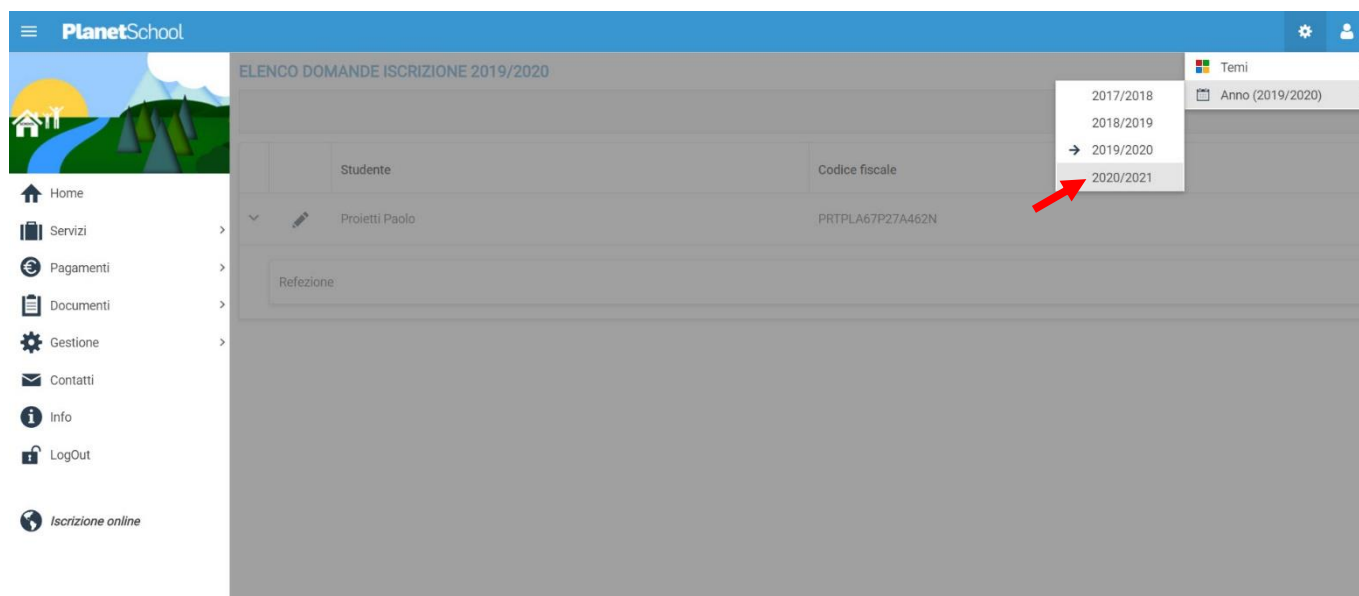 PlanetSchool
ELENCO DOMANDE ISCRIZIONE 2019/2020
Temi
Anno (2019/2020)
2017/2018
2018/2019
2019/2020
2020/2021
Studente
Codice fiscale
Proietti Paolo
PRTPLA67P27A462N
Refezione
Home
Servizi
Pagamenti
Documenti
Gestione
Contatti
Info
LogOut
Iscrizione online